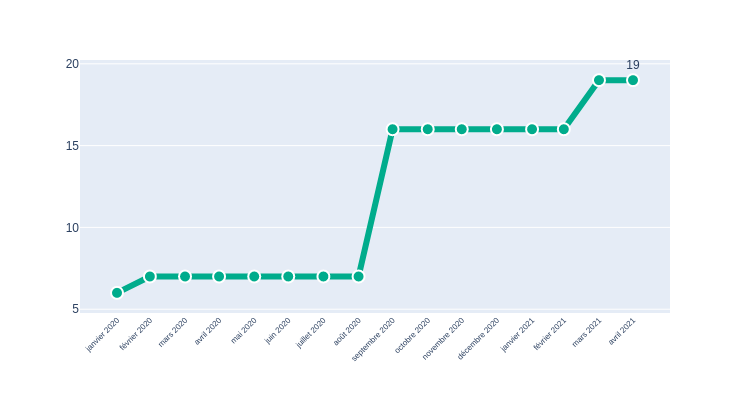 20
19
15
10
5
janvier 2020
février 2020
mars 2020
avril 2020
mai 2020
juin 2020
juillet 2020
août 2020
septembre 2020
octobre 2020
novembre 2020
décembre 2020
janvier 2021
février 2021
mars 2021
avril 2021